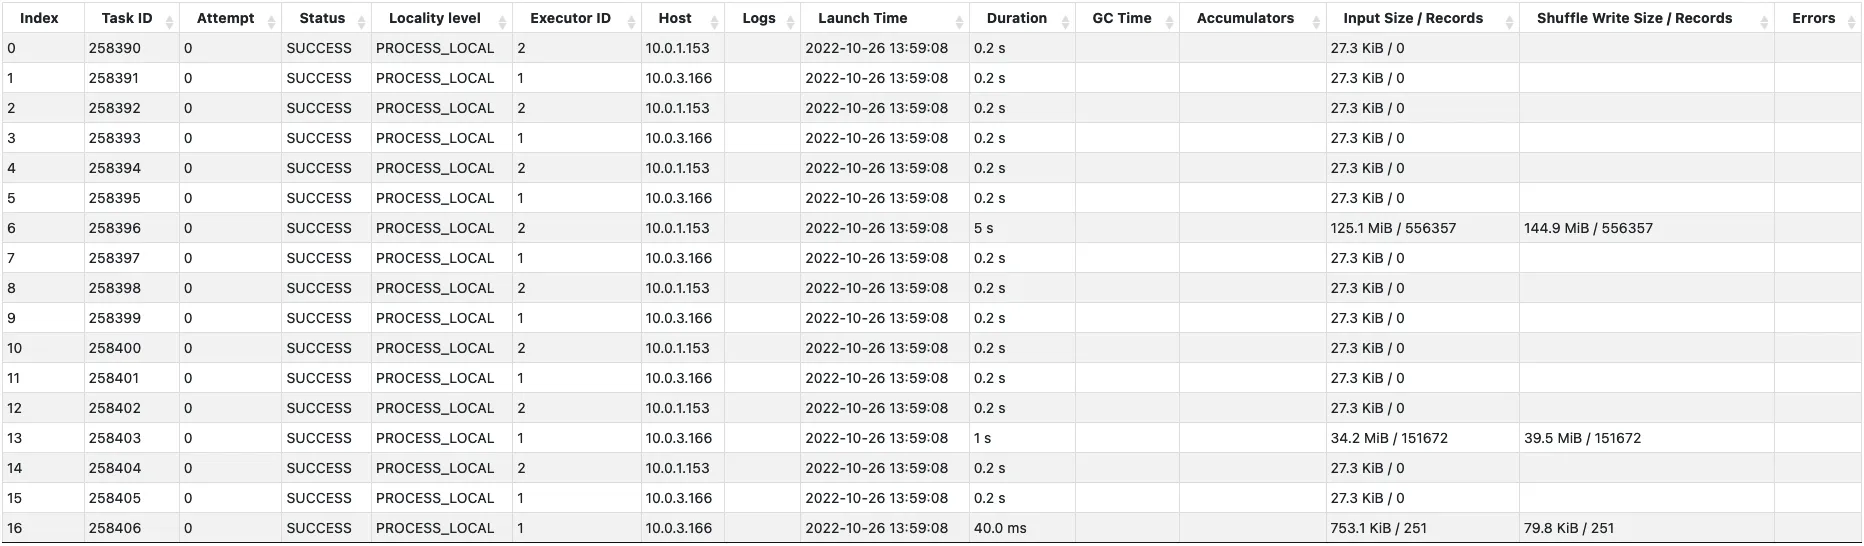 Index Task ID Attempt Status Locality level Executor ID Host Logs Launch Time Duration GC Time Accumulators Input Size / Records Shuffle Write Size / Records Errors
0 258390 0 SUCCESS PROCESS_LOCAL 2 10.0.1.153 2022-10-26 13:59:08 0.2 s 27.3 KiB / 0
1 258391 0 SUCCESS PROCESS_LOCAL 1 10.0.3.166 2022-10-26 13:59:08 0.2 s 27.3 KiB / 0
2 258392 0 SUCCESS PROCESS_LOCAL 2 10.0.1.153 2022-10-26 13:59:08 0.2 s 27.3 KiB / 0
3 258393 0 SUCCESS PROCESS_LOCAL 1 10.0.3.166 2022-10-26 13:59:08 0.2 s 27.3 KiB / 0
4 258394 0 SUCCESS PROCESS_LOCAL 2 10.0.1.153 2022-10-26 13:59:08 0.2 s 27.3 KiB / 0
5 258395 0 SUCCESS PROCESS_LOCAL 1 10.0.3.166 2022-10-26 13:59:08 0.2 s 27.3 KiB / 0
6 258396 0 SUCCESS PROCESS_LOCAL 2 10.0.1.153 2022-10-26 13:59:08 5 s 125.1 MiB / 556357 144.9 MiB / 556357
7 258397 0 SUCCESS PROCESS_LOCAL 1 10.0.3.166 2022-10-26 13:59:08 0.2 s 27.3 KiB / 0
8 258398 0 SUCCESS PROCESS_LOCAL 2 10.0.1.153 2022-10-26 13:59:08 0.2 s 27.3 KiB / 0
9 258399 0 SUCCESS PROCESS_LOCAL 1 10.0.3.166 2022-10-26 13:59:08 0.2 s 27.3 KiB / 0
10 258400 0 SUCCESS PROCESS_LOCAL 2 10.0.1.153 2022-10-26 13:59:08 0.2 s 27.3 KiB / 0
11 258401 0 SUCCESS PROCESS_LOCAL 1 10.0.3.166 2022-10-26 13:59:08 0.2 s 27.3 KiB / 0
12 258402 0 SUCCESS PROCESS_LOCAL 2 10.0.1.153 2022-10-26 13:59:08 0.2 s 27.3 KiB / 0
13 258403 0 SUCCESS PROCESS_LOCAL 1 10.0.3.166 2022-10-26 13:59:08 1 s 34.2 MiB / 151672 39.5 MiB / 151672
14 258404 0 SUCCESS PROCESS_LOCAL 2 10.0.1.153 2022-10-26 13:59:08 0.2 s 27.3 KiB / 0
15 258405 0 SUCCESS PROCESS_LOCAL 1 10.0.3.166 2022-10-26 13:59:08 0.2 s 27.3 KiB / 0
16 258406 0 SUCCESS PROCESS_LOCAL 1 10.0.3.166 2022-10-26 13:59:08 40.0 ms 753.1 KiB / 251 79.8 KiB / 251